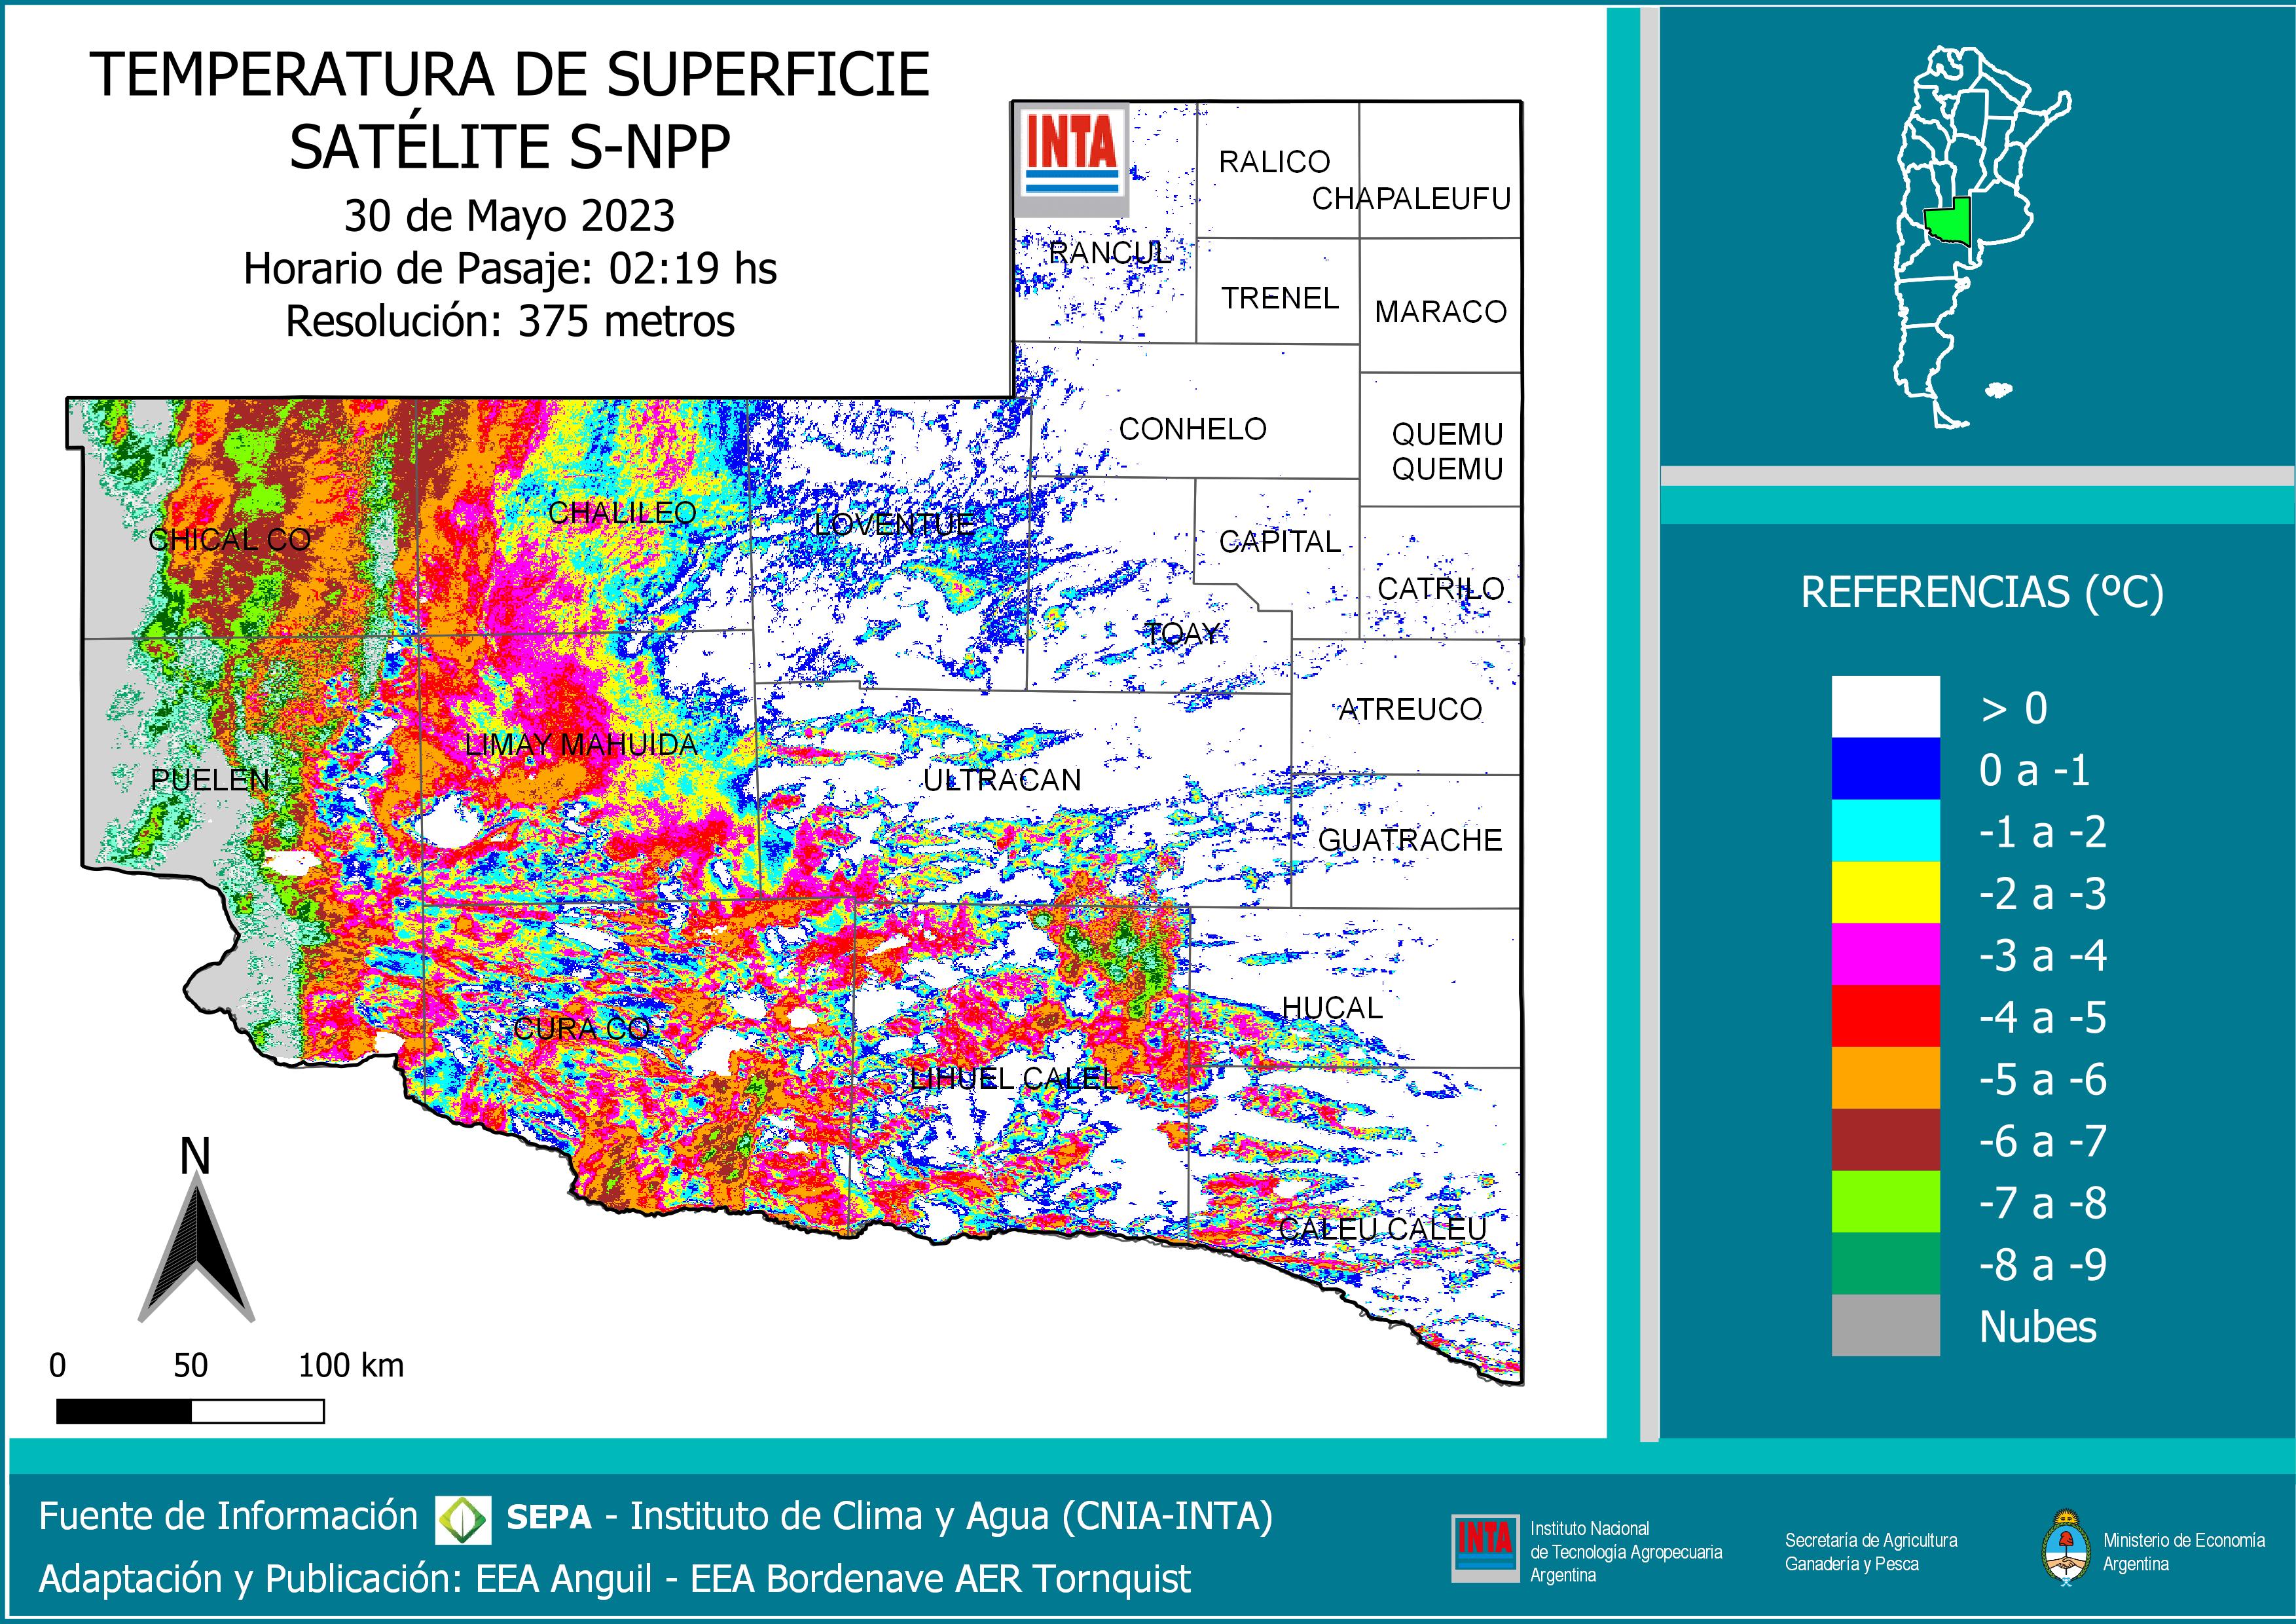 TEMPERATURA DE SUPERFICIE
SATÉLITE S-NPP
30 de Mayo 2023
Horario de Pasaje: 02:19 hs
Resolución: 375 metros
INTA
RALICO
CHAPALEUFU
RANCUL
TRENEL
MARACO
CONHELO
QUEMU
QUEMU
CHALILEO
LOVENTUE
CHICAL CO
CAPITAL
CATRILO
TOAY
ATREUCO
LIMAY MAHUIDA
PUELEN
ULTRACAN
GUATRACHE
HUCAL
CURA CO
LIHUEL CALEL
CALEU CALEU
N
0 50 100 km
REFERENCIAS (ºC)
> 0
0 a -1
-1 a -2
-2 a -3
-3 a -4
-4 a -5
-5 a -6
-6 a -7
-7 a -8
-8 a -9
Nubes
Fuente de Información SEPA - Instituto de Clima y Agua (CNIA-INTA)
Adaptación y Publicación: EEA Anguil - EEA Bordenave AER Tornquist
INTA
Instituto Nacional
de Tecnología Agropecuaria
Argentina
Secretaría de Agricultura
Ganadería y Pesca
Ministerio de Economía
Argentina